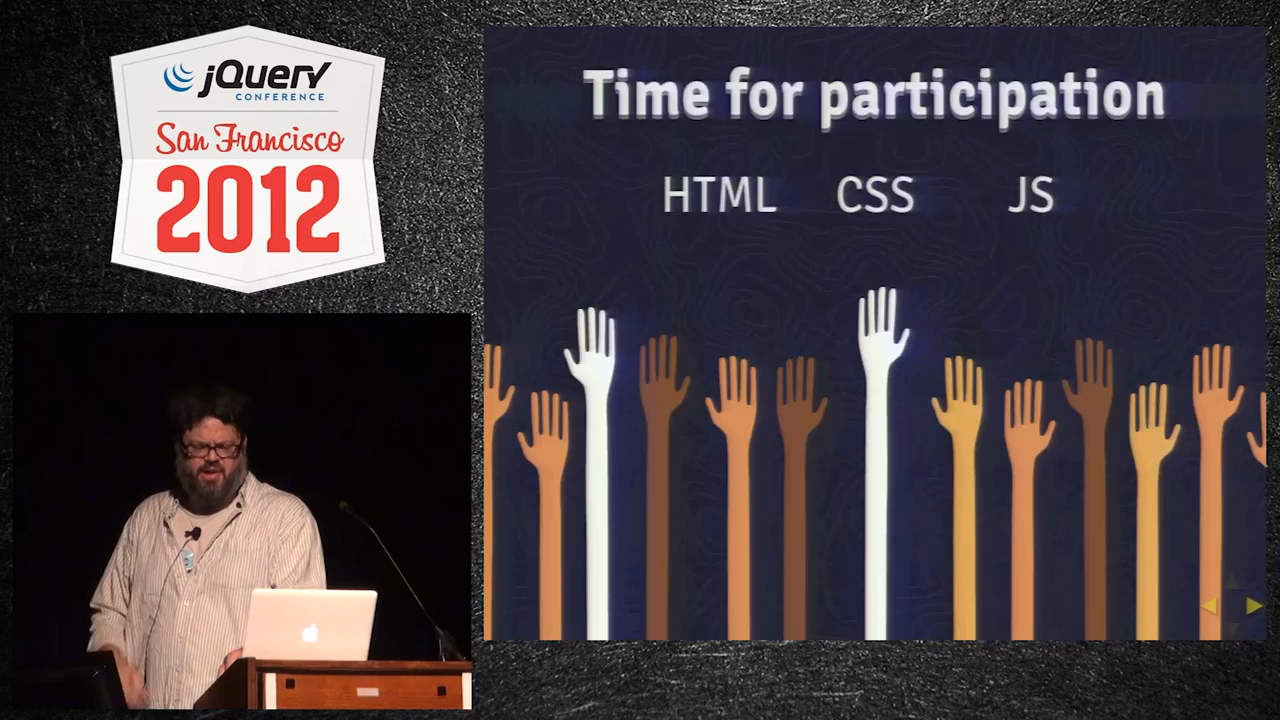 jQuery
CONFERENCE
San Francisco
2012
Time for participation
HTML CSS JS